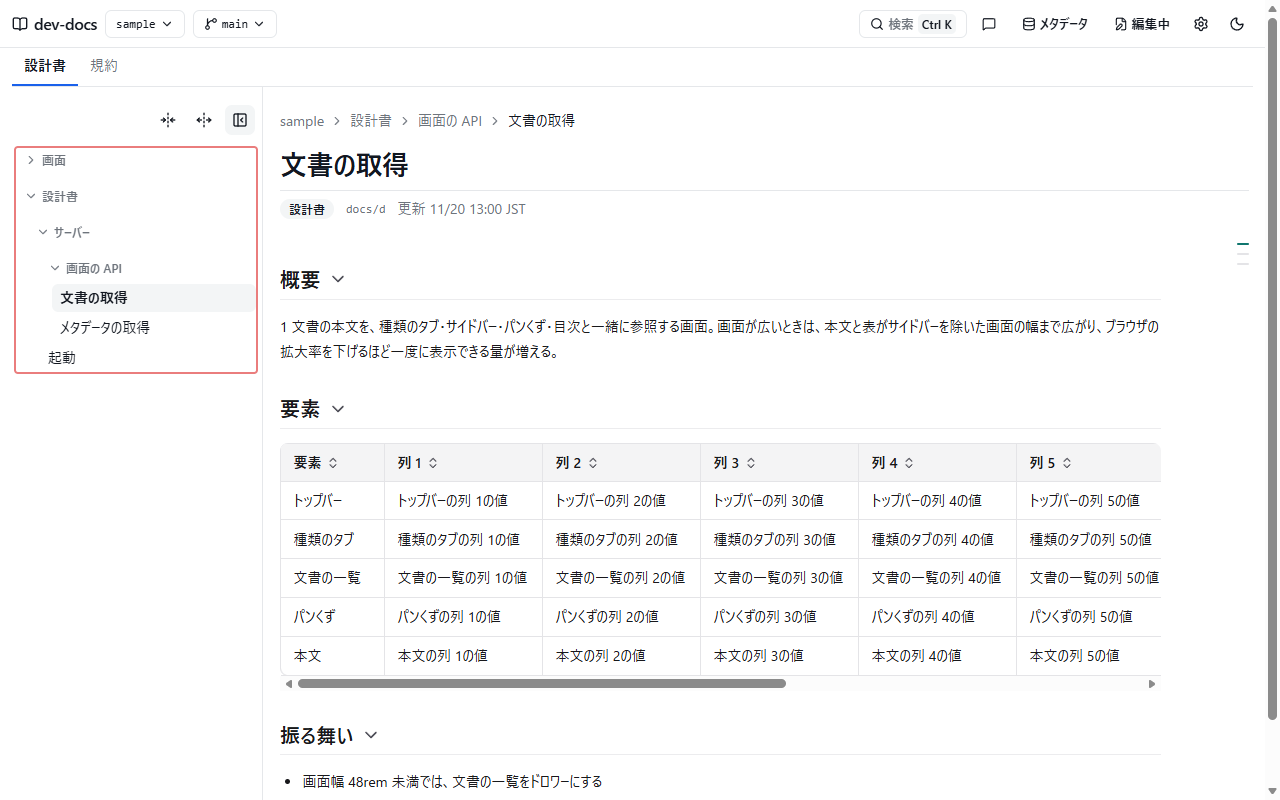 dev-docs sample main 検索 Ctrl K メタデータ 編集中
設計書 規約
画面
設計書
サーバー
画面の API
文書の取得
メタデータの取得
起動
sample 設計書 画面の API 文書の取得
文書の取得
設計書 docs/d 更新 11/20 13:00 JST
概要
1 文書の本文を、種類のタブ・サイドバー・パンくず・目次と一緒に参照する画面。画面が広いときは、本文と表がサイドバーを除いた画面の幅まで広がり、ブラウザの
拡大率を下げるほど一度に表示できる量が増える。
要素
要素 列 1 列 2 列 3 列 4 列 5
トップバー トップバーの列 1の値 トップバーの列 2の値 トップバーの列 3の値 トップバーの列 4の値 トップバーの列 5の値
種類のタブ 種類のタブの列 1の値 種類のタブの列 2の値 種類のタブの列 3の値 種類のタブの列 4の値 種類のタブの列 5の値
文書の一覧 文書の一覧の列 1の値 文書の一覧の列 2の値 文書の一覧の列 3の値 文書の一覧の列 4の値 文書の一覧の列 5の値
パンくず パンくずの列 1の値 パンくずの列 2の値 パンくずの列 3の値 パンくずの列 4の値 パンくずの列 5の値
本文 本文の列 1の値 本文の列 2の値 本文の列 3の値 本文の列 4の値 本文の列 5の値
振る舞い
• 画面幅 48rem 未満では、文書の一覧をドロワーにする